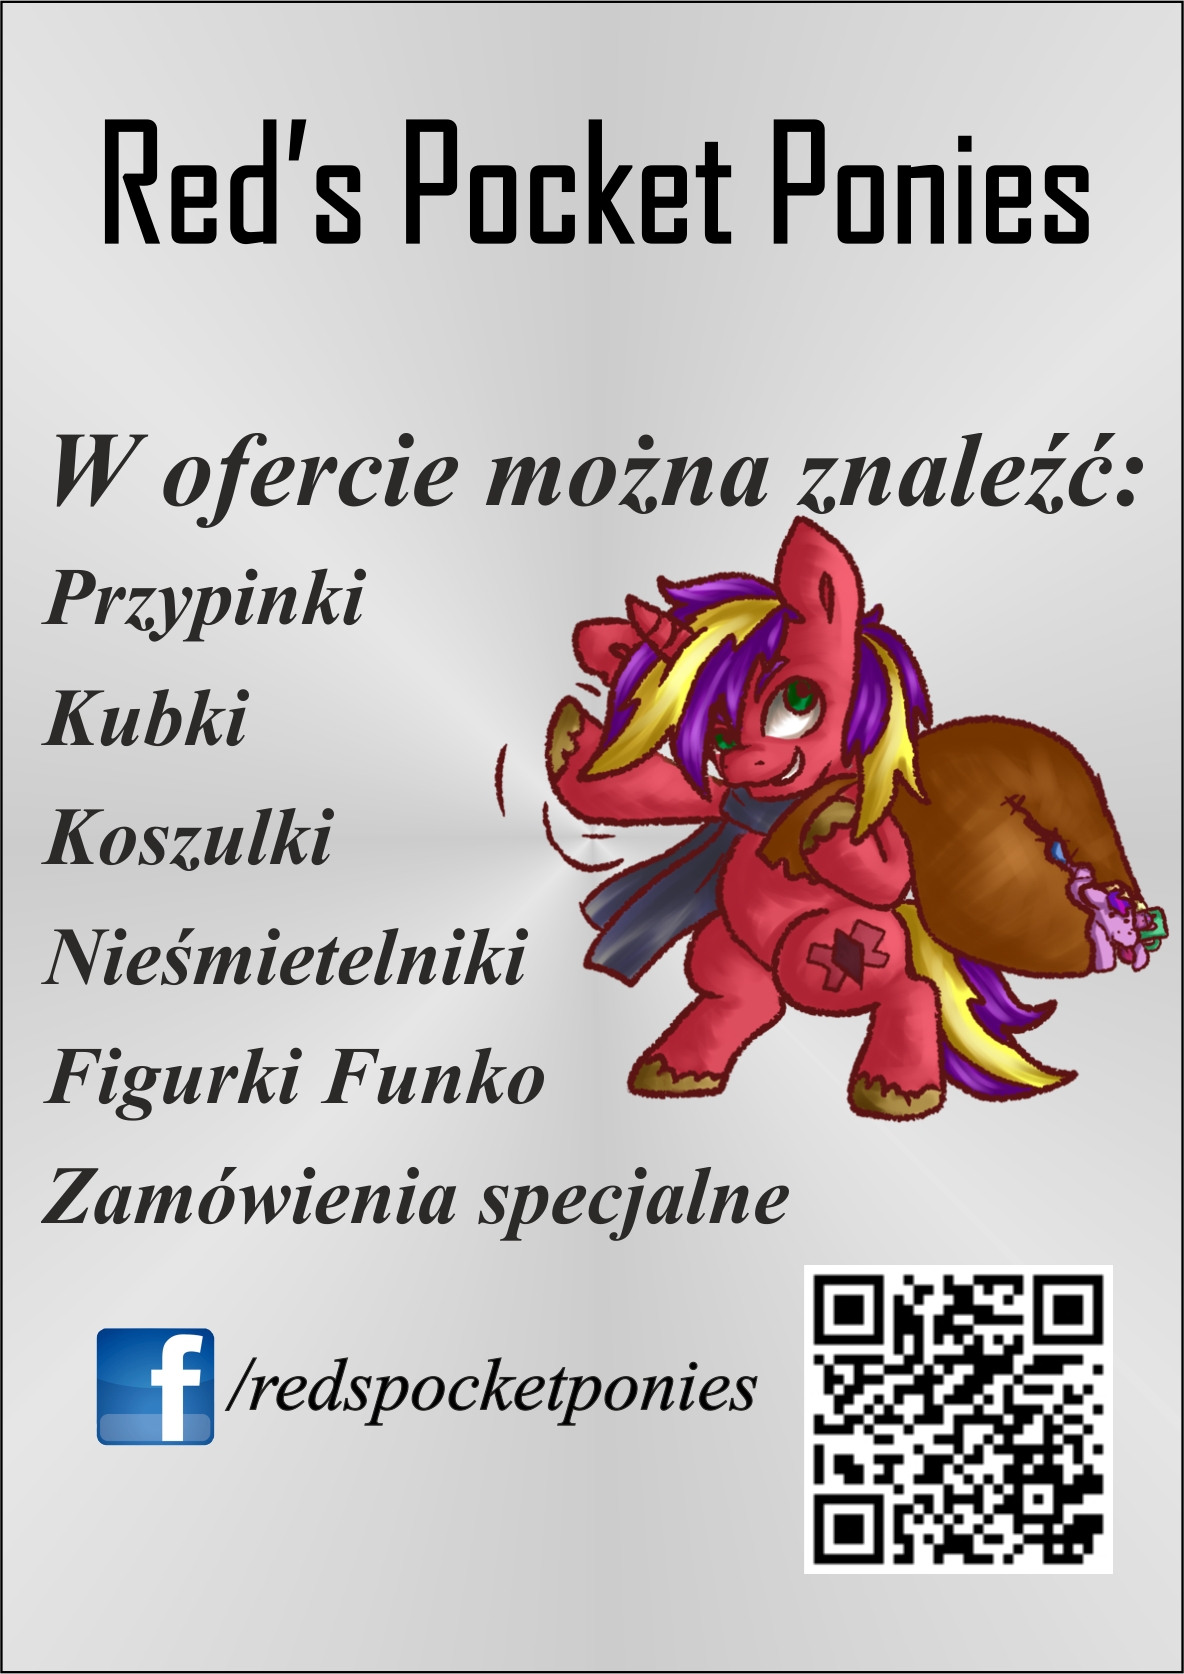 Red's Pocket Ponies
W ofercie można znaleźć:
Przypinki
Kubki
Koszulki
Nieśmietelniki
Figurki Funko
Zamówienia specjalne
f /redspocketponies